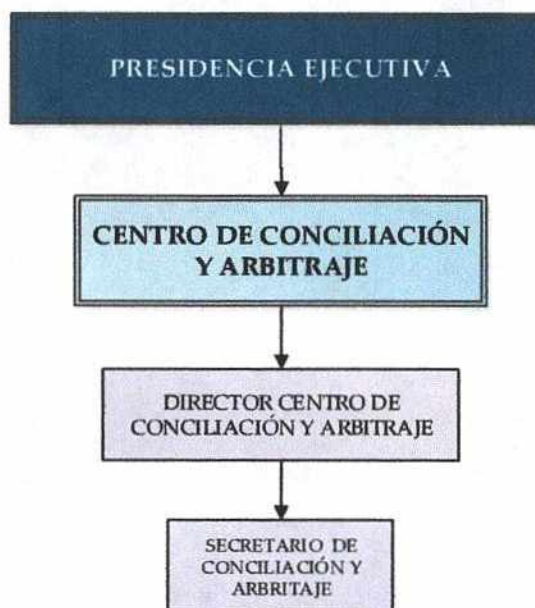 PRESIDENCIA EJECUTIVA
CENTRO DE CONCILIACIÓN
Y ARBITRAJE
DIRECTOR CENTRO DE
CONCILIACIÓN Y ARBITRAJE
SECRETARIO DE
CONCILIACIÓN Y
ARBRITAJE